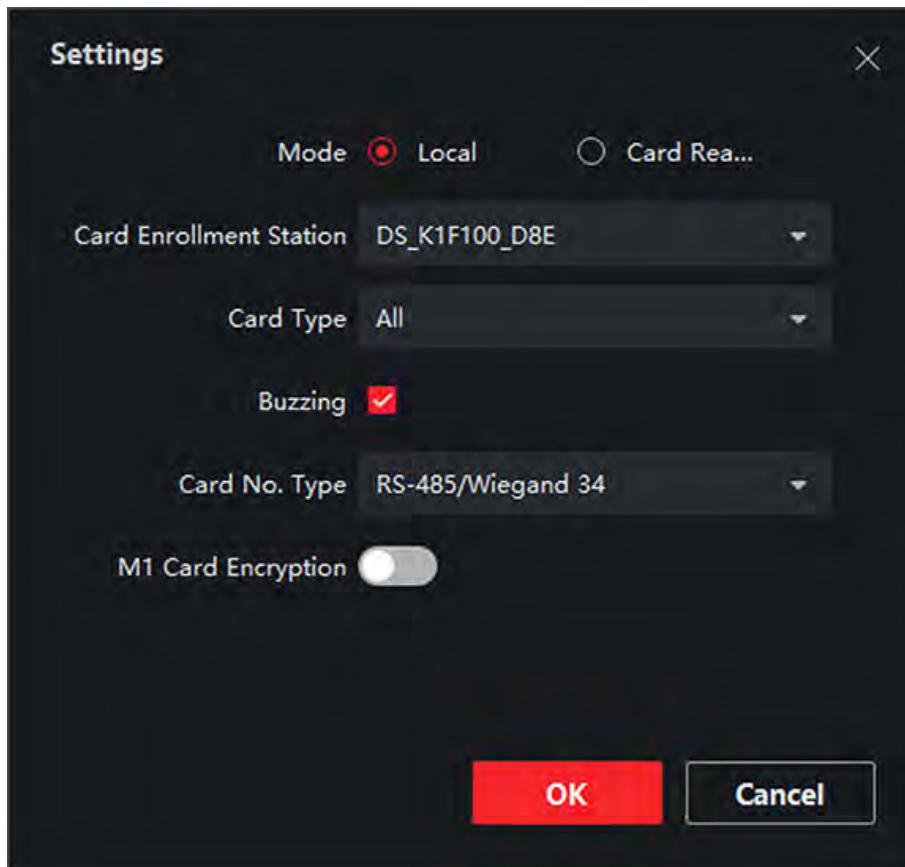 Settings
Mode Local Card Rea...
Card Enrollment Station DS_K1F100_D8E
Card Type All
Buzzing
Card No. Type RS-485/Wiegand 34
M1 Card Encryption
OK Cancel